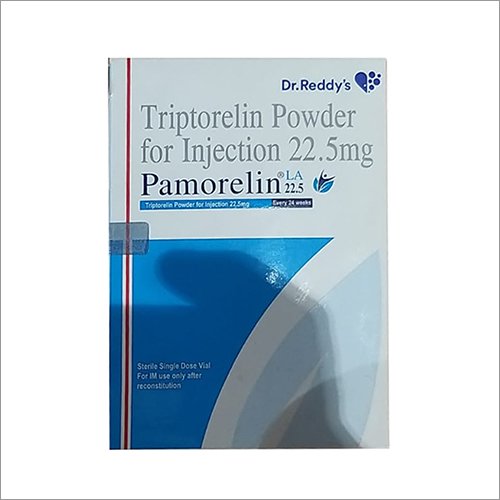 Dr.Reddy's
Triptorelin Powder
for Injection 22.5mg
Pamorelin® LA 22.5
Triptorelin Powder for Injection 22.5mg Every 24 weeks
Sterile Single Dose Vial
For IM use only after
reconstitution